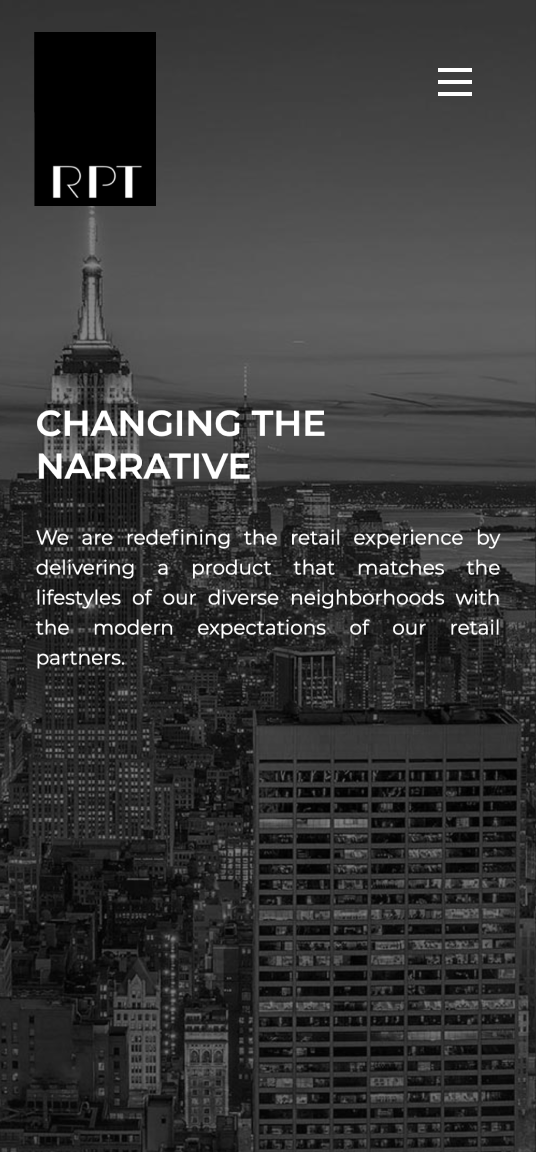 RPT
CHANGING THE
NARRATIVE
We are redefining the retail experience by
delivering a product that matches the
lifestyles of our diverse neighborhoods with
the modern expectations of our retail
partners.